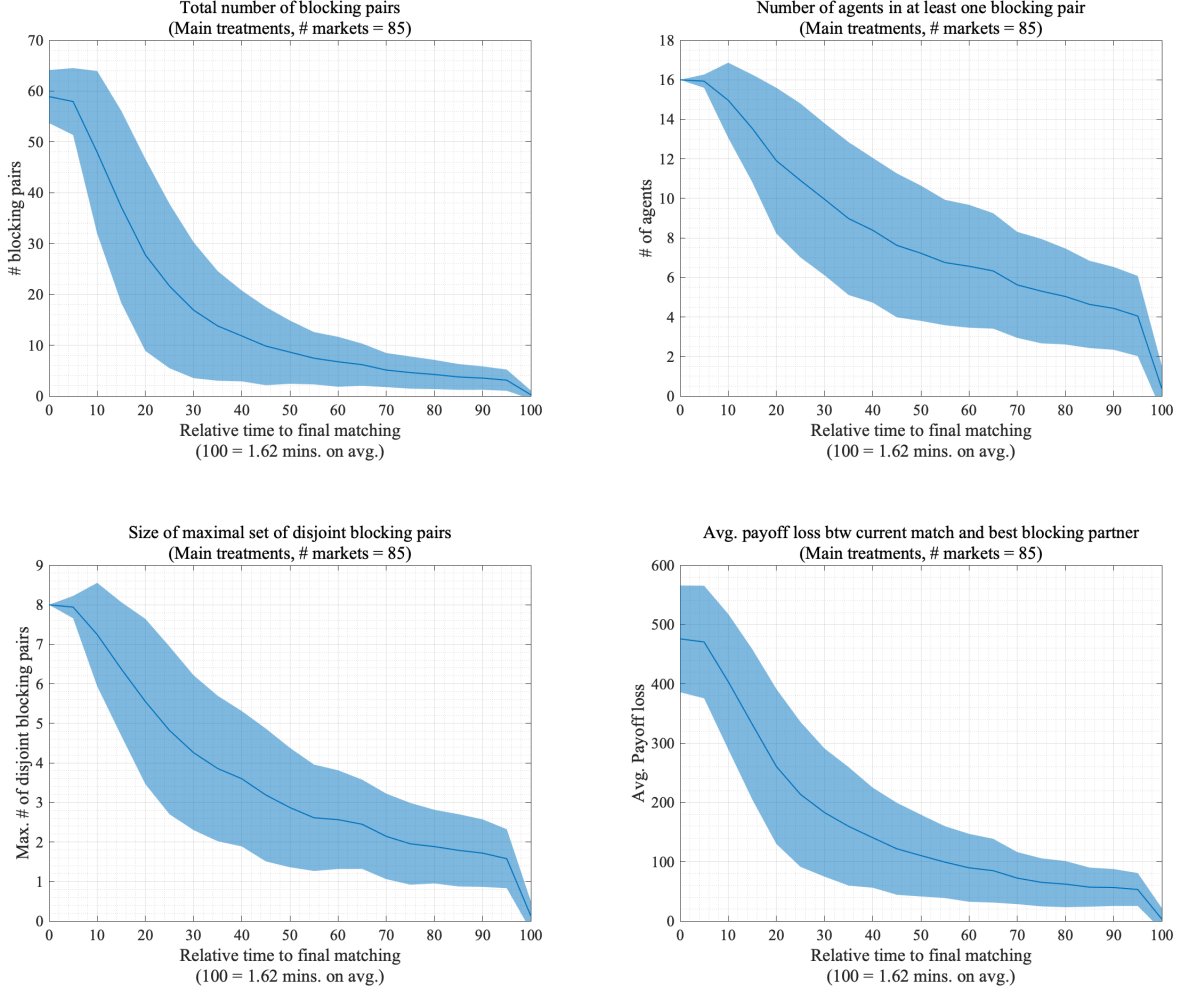 Total number of blocking pairs
(Main treatments, # markets = 85)
70
60
50
40
30
20
10
0
# blocking pairs
0 10 20 30 40 50 60 70 80 90 100
Relative time to final matching
(100 = 1.62 mins. on avg.)
Number of agents in at least one blocking pair
(Main treatments, # markets = 85)
18
16
14
12
10
8
6
4
2
0
# of agents
0 10 20 30 40 50 60 70 80 90 100
Relative time to final matching
(100 = 1.62 mins. on avg.)
Size of maximal set of disjoint blocking pairs
(Main treatments, # markets = 85)
9
8
7
6
5
4
3
2
1
0
Max. # of disjoint blocking pairs
0 10 20 30 40 50 60 70 80 90 100
Relative time to final matching
(100 = 1.62 mins. on avg.)
Avg. payoff loss btw current match and best blocking partner
(Main treatments, # markets = 85)
600
500
400
300
200
100
0
Avg. Payoff loss
0 10 20 30 40 50 60 70 80 90 100
Relative time to final matching
(100 = 1.62 mins. on avg.)